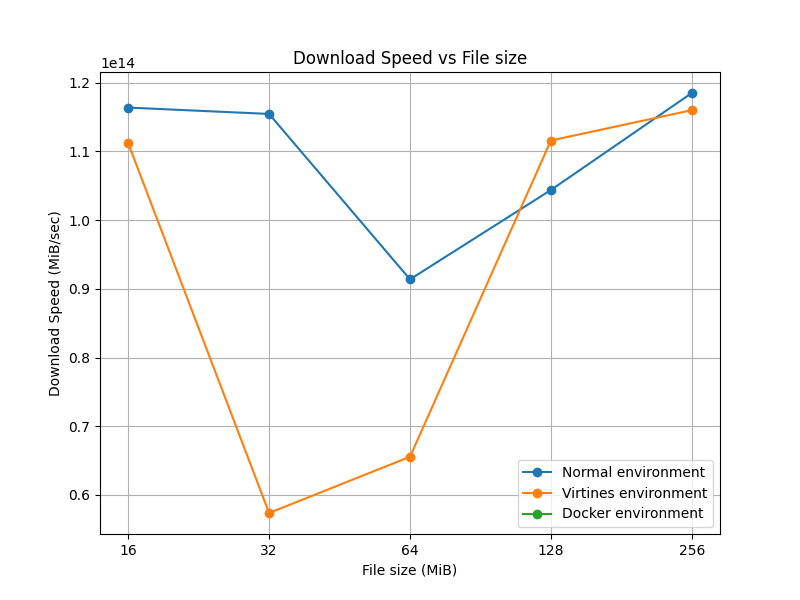 Download Speed vs File size
1e14
1.2
1.1
1.0
0.9
0.8
0.7
0.6
Download Speed (MiB/sec)
Normal environment
Virtines environment
Docker environment
16 32 64 128 256
File size (MiB)